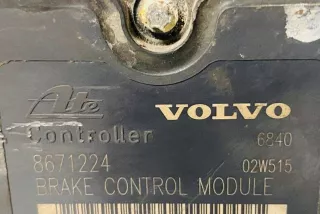 Ate VOLVO
Controller 6840
8671224 02W515
BRAKE CONTROL MODULE